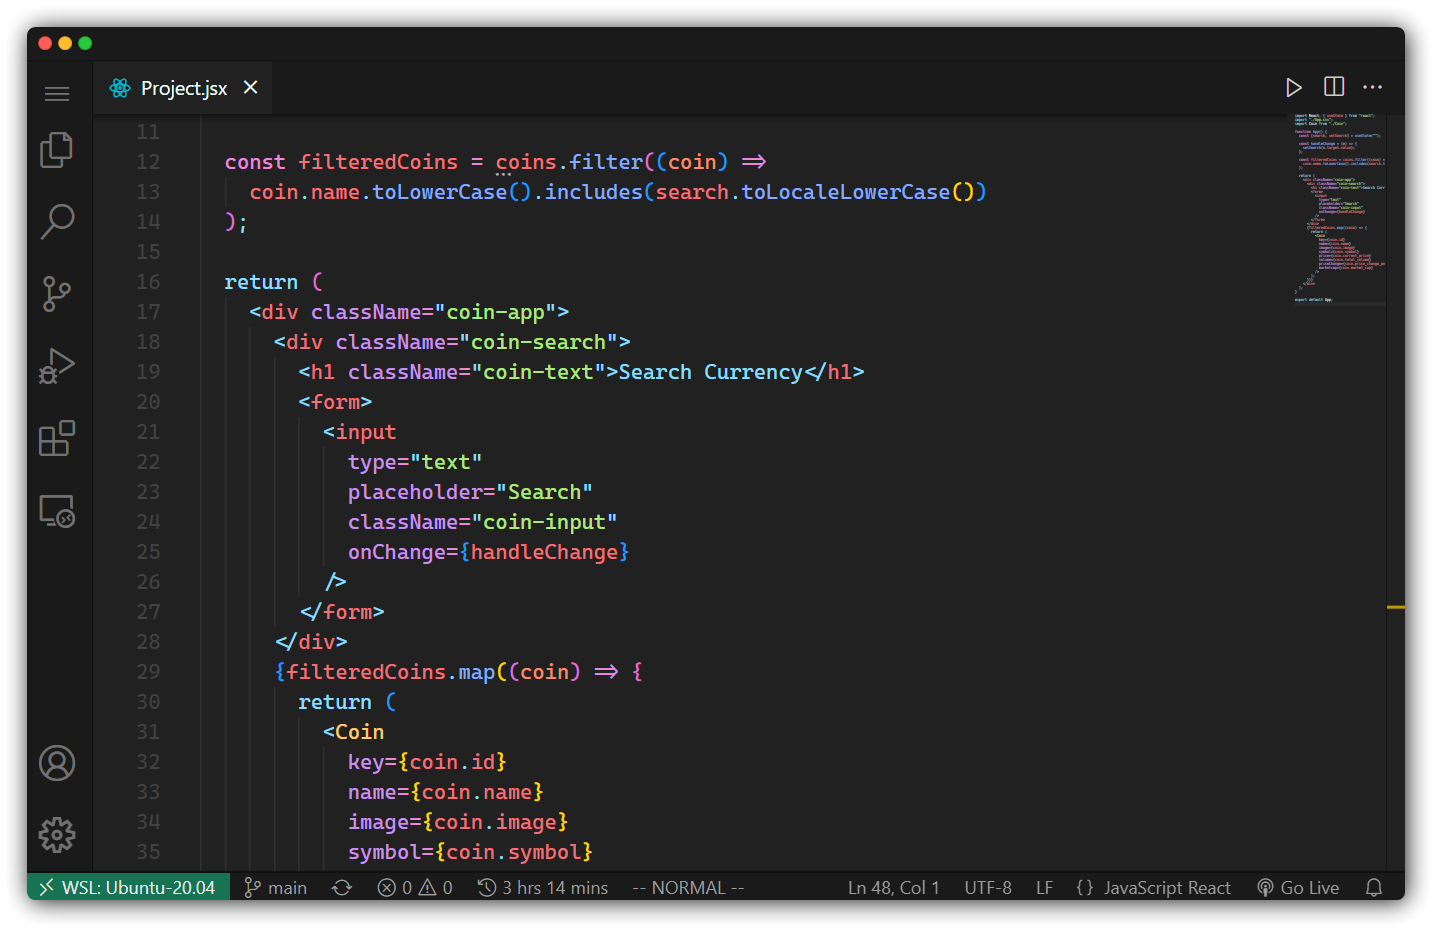 Project.jsx
11
12 const filteredCoins = coins.filter((coin) =>
13 coin.name.toLowerCase().includes(search.toLocaleLowerCase())
14 );
15
16 return (
17 <div className="coin-app">
18 <div className="coin-search">
19 <h1 className="coin-text">Search Currency</h1>
20 <form>
21 <input
22 type="text"
23 placeholder="Search"
24 className="coin-input"
25 onChange={handleChange}
26 />
27 </form>
28 </div>
29 {filteredCoins.map((coin) => {
30 return (
31 <Coin
32 key={coin.id}
33 name={coin.name}
34 image={coin.image}
35 symbol={coin.symbol}
WSL: Ubuntu-20.04 main 0 0 3 hrs 14 mins -- NORMAL -- Ln 48, Col 1 UTF-8 LF {} JavaScript React Go Live